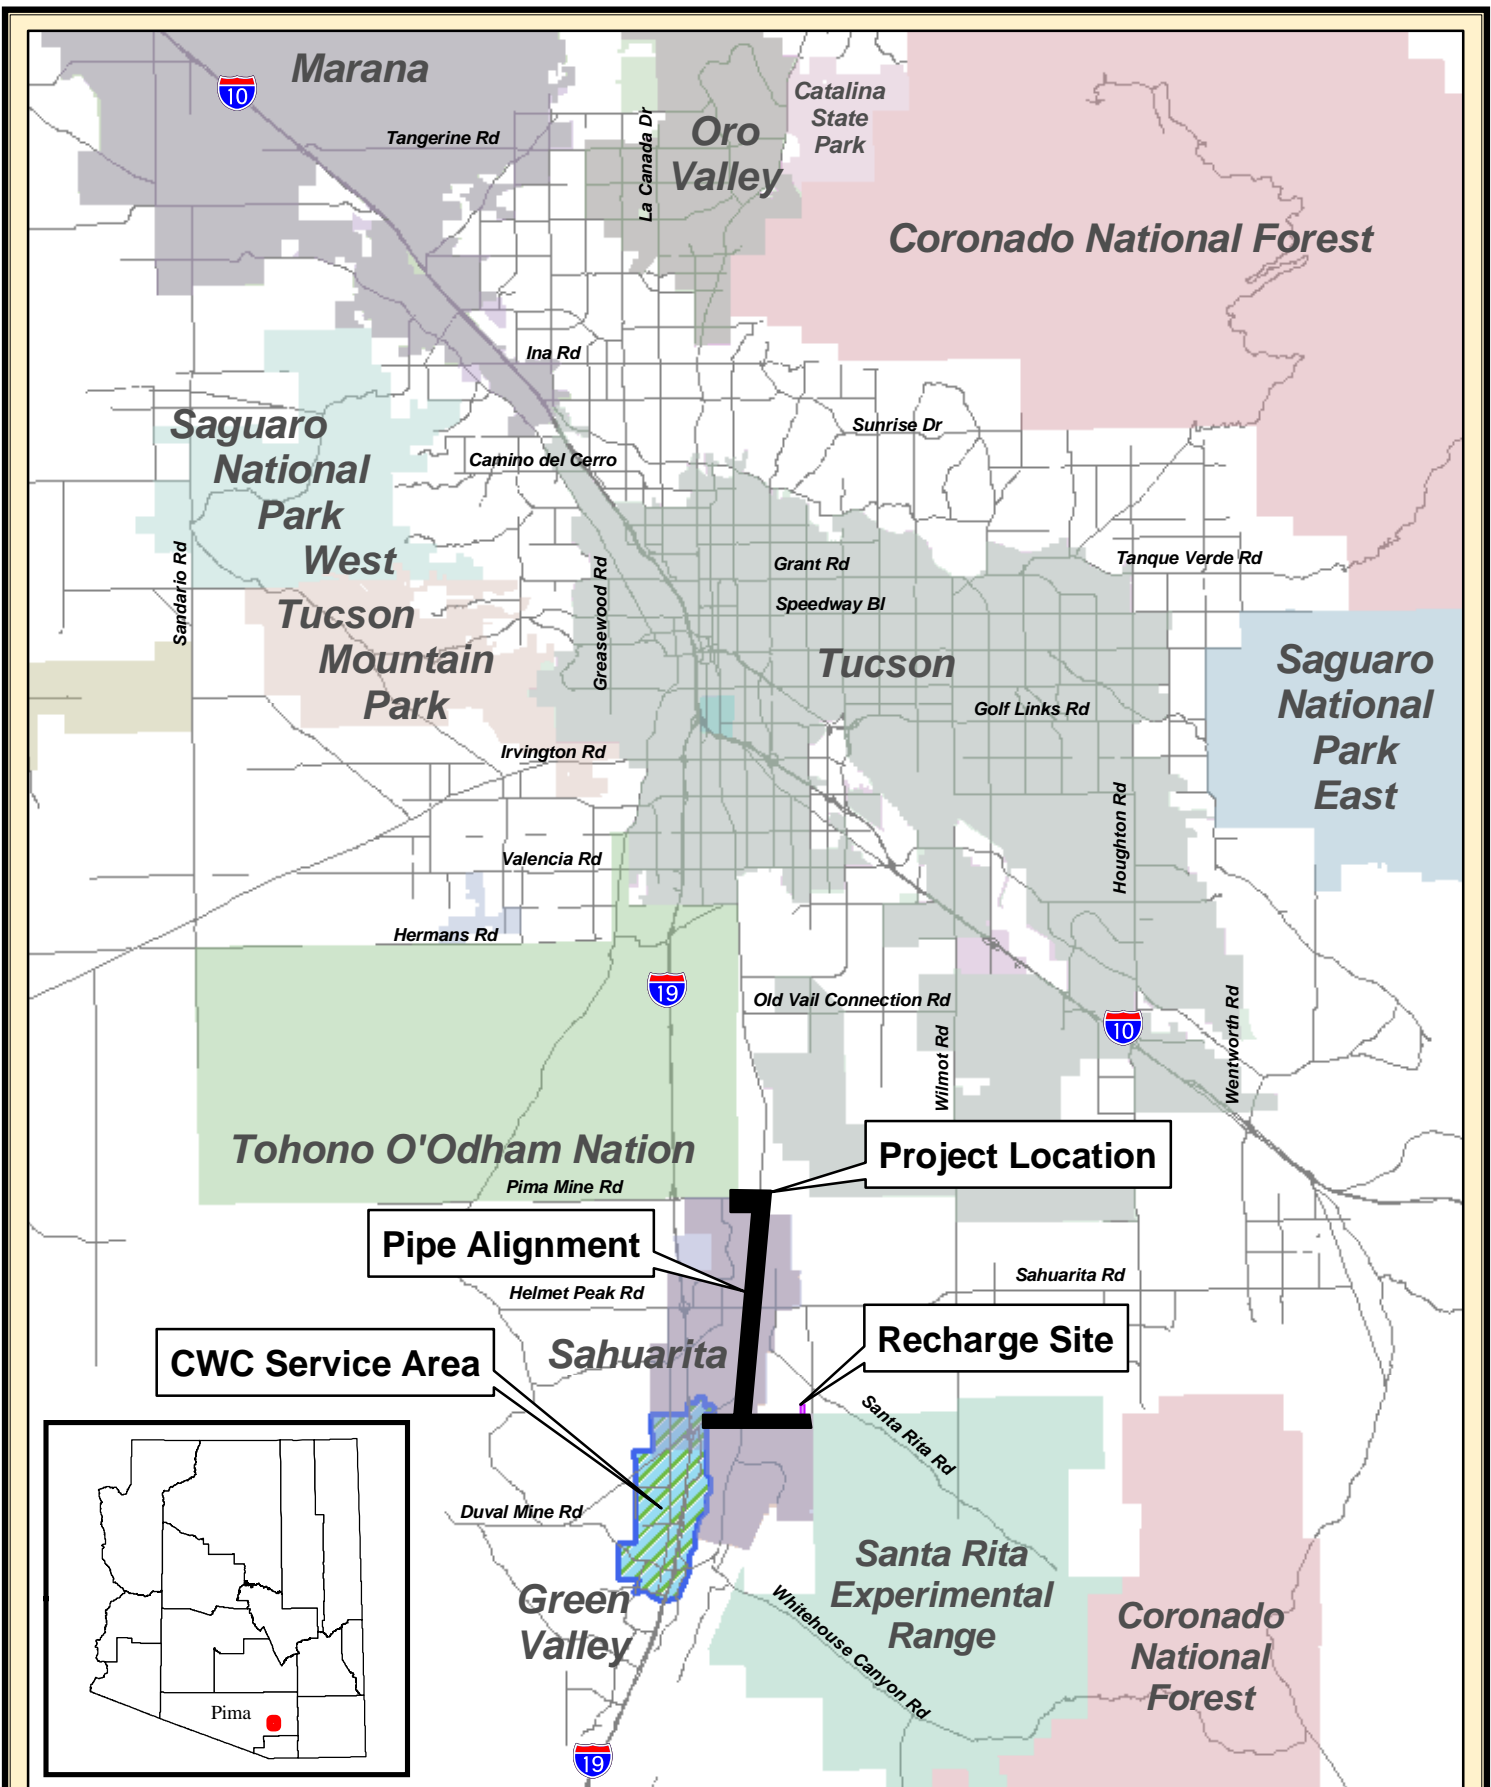 Marana
10
Tangerine Rd
La Canada Dr
Oro
Valley
Catalina
State
Park
Coronado National Forest
Ina Rd
Sunrise Dr
Saguaro
National
Park
West
Camino del Cerro
Sandario Rd
Greasewood Rd
Grant Rd
Speedway Bl
Tanque Verde Rd
Tucson
Mountain
Park
Tucson
Golf Links Rd
Saguaro
National
Park
East
Irvington Rd
Houghton Rd
Valencia Rd
Hermans Rd
19
Old Vail Connection Rd
Wilmot Rd
10
Wentworth Rd
Tohono O'Odham Nation
Pima Mine Rd
Project Location
Pipe Alignment
Helmet Peak Rd
Sahuarita Rd
Sahuarita
Recharge Site
CWC Service Area
Santa Rita Rd
Duval Mine Rd
Santa Rita
Experimental
Range
Green
Valley
Whitehouse Canyon Rd
Coronado
National
Forest
Pima
19